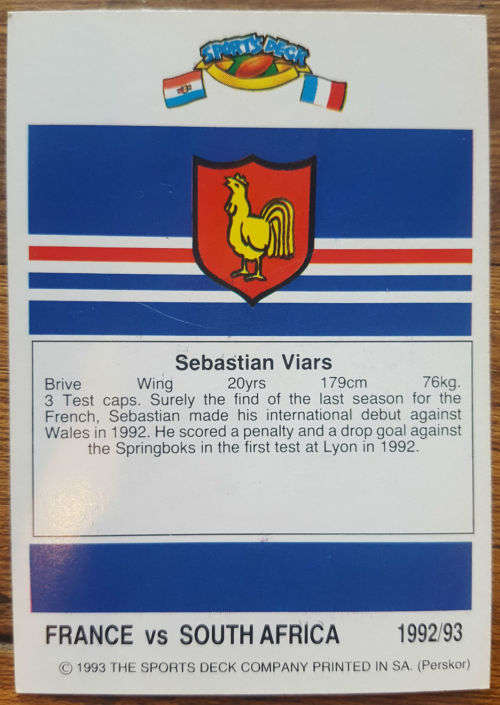 SPORTS DECK
Sebastian Viars
Brive Wing 20yrs 179cm 76kg.
3 Test caps. Surely the find of the last season for the
French, Sebastian made his international debut against
Wales in 1992. He scored a penalty and a drop goal against
the Springboks in the first test at Lyon in 1992.
FRANCE vs SOUTH AFRICA 1992/93
© 1993 THE SPORTS DECK COMPANY PRINTED IN SA. (Perskor)